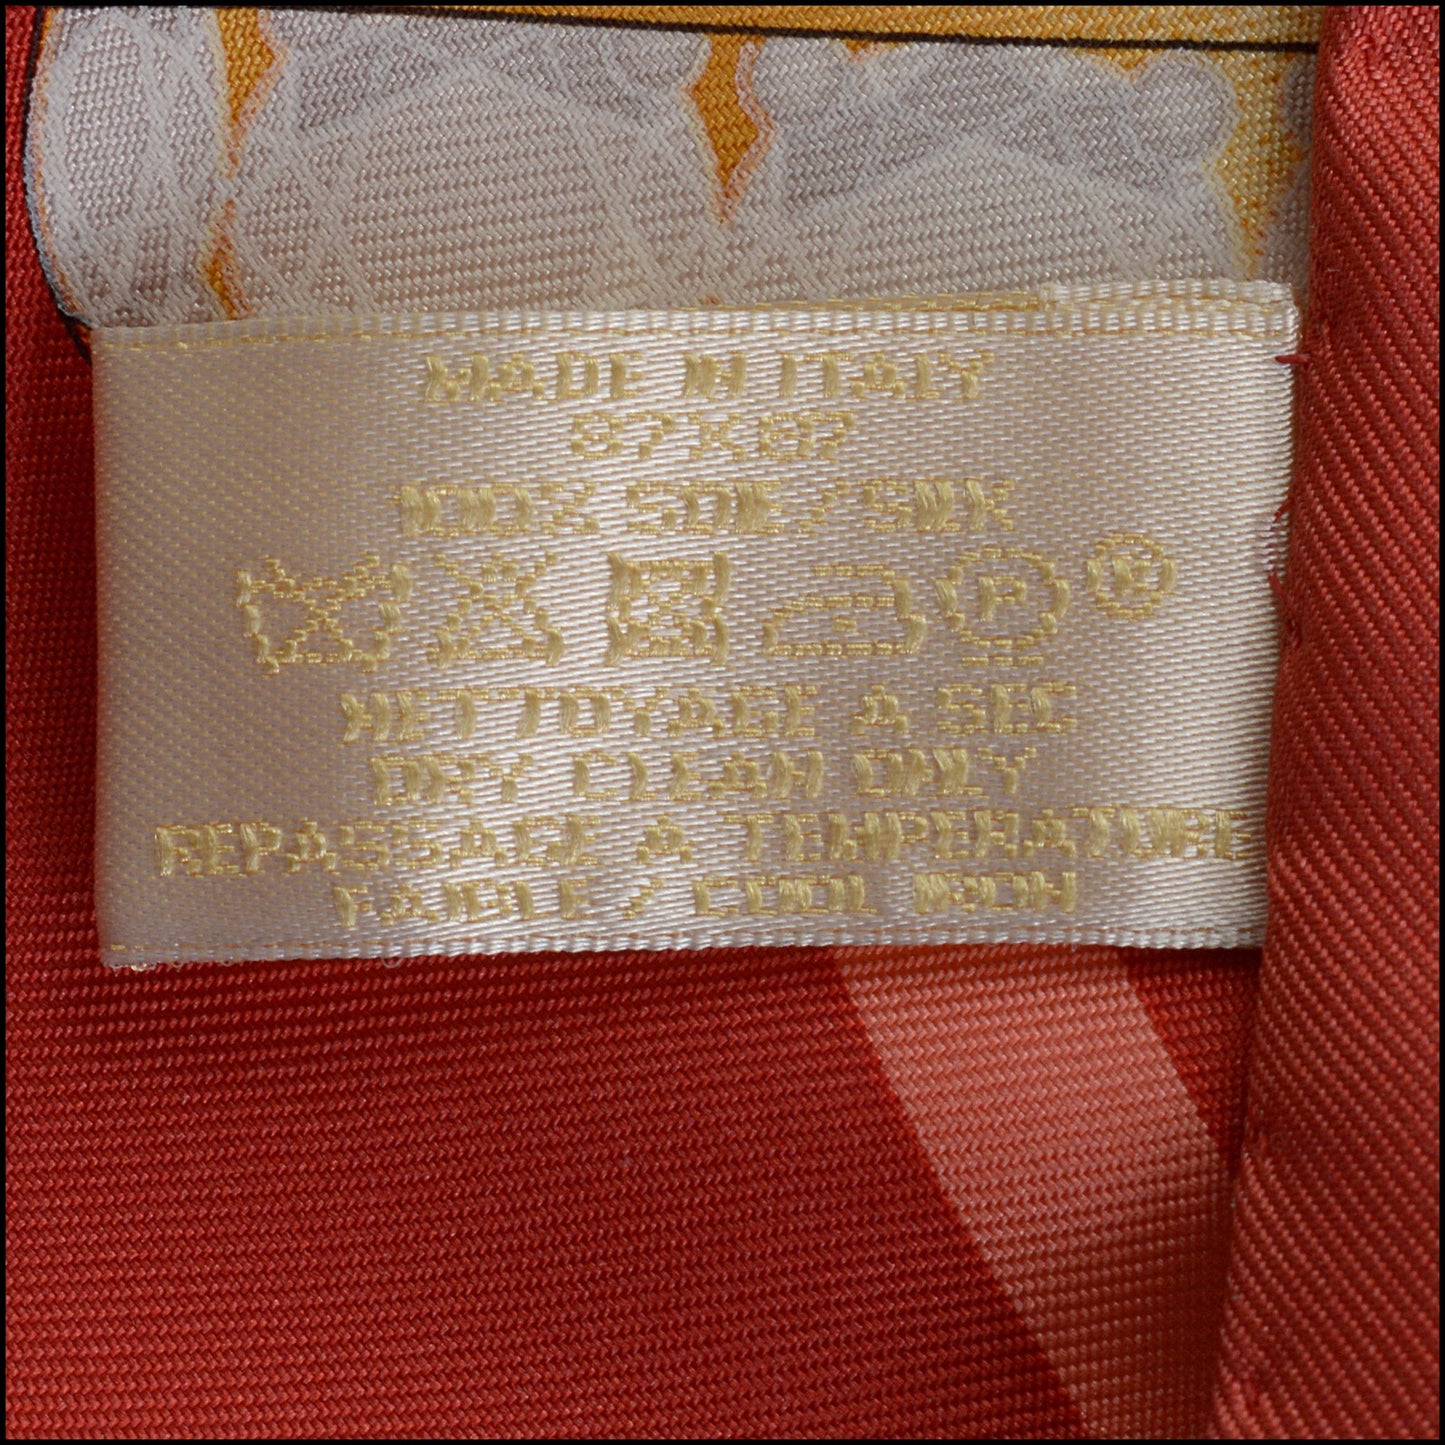 MADE IN ITALY
87X87
100% SOIE/SILK
P R
NETTOYAGE A SEC
DRY CLEAN ONLY
REPASSAGE A TEMPERATURE
FAIBLE/COOL IRON